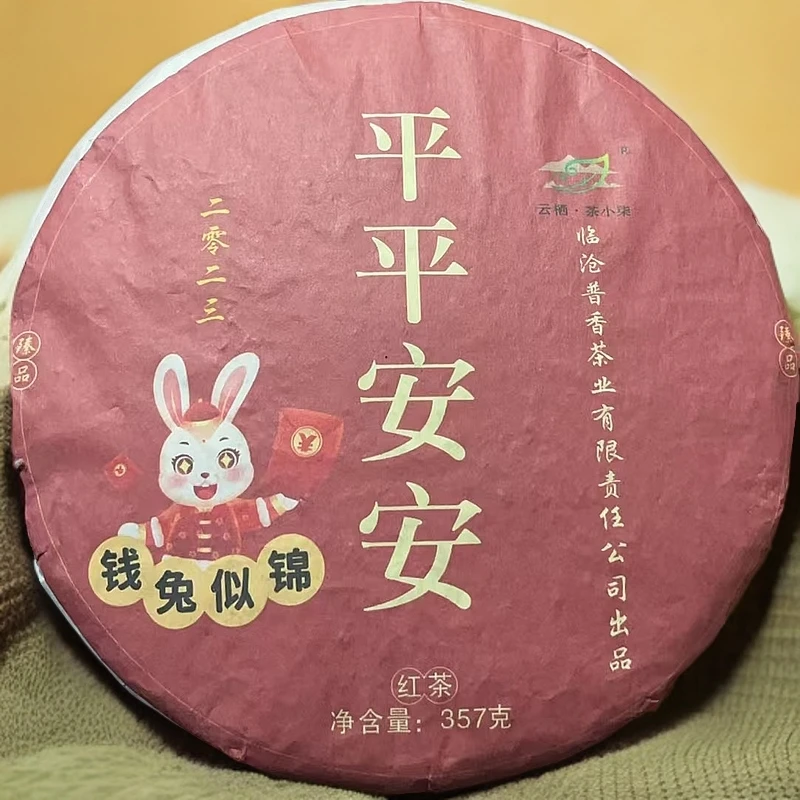 平平安安
二零二三
云栖·茶小柒
R
临沧普香茶业有限责任公司出品
臻品
臻品
钱兔似锦
红茶
净含量：357克